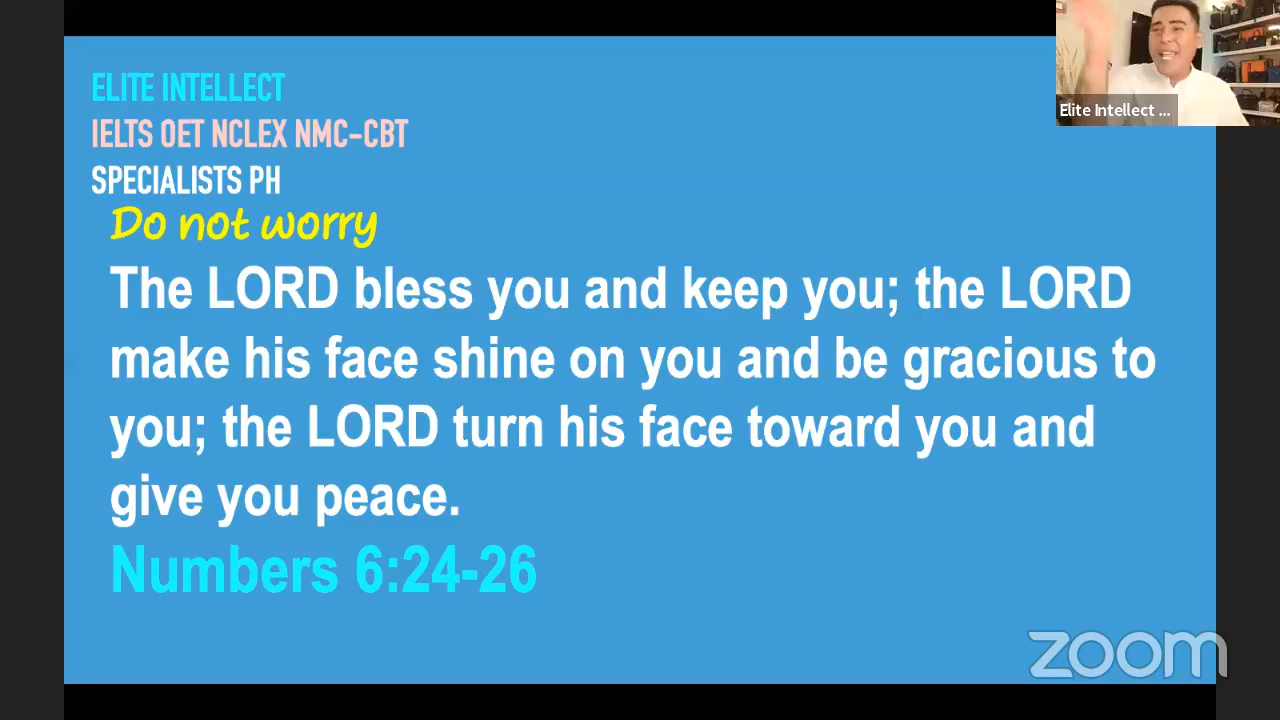 ELITE INTELLECT
IELTS OET NCLEX NMC-CBT
SPECIALISTS PH
Do not worry
The LORD bless you and keep you; the LORD
make his face shine on you and be gracious to
you; the LORD turn his face toward you and
give you peace.
Numbers 6:24-26
Elite Intellect ...
zoom